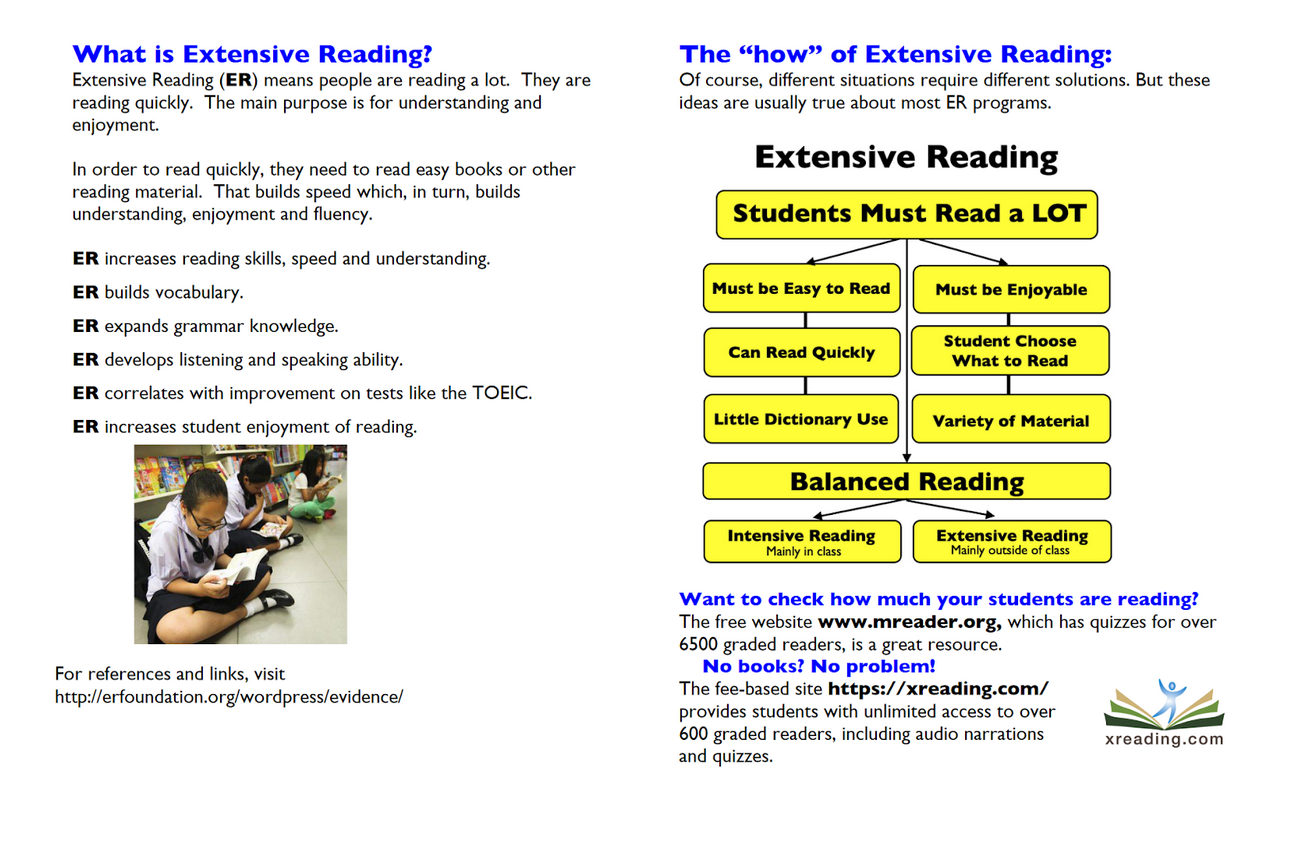 What is Extensive Reading?
Extensive Reading (ER) means people are reading a lot. They are
reading quickly. The main purpose is for understanding and
enjoyment.
In order to read quickly, they need to read easy books or other
reading material. That builds speed which, in turn, builds
understanding, enjoyment and fluency.
ER increases reading skills, speed and understanding.
ER builds vocabulary.
ER expands grammar knowledge.
ER develops listening and speaking ability.
ER correlates with improvement on tests like the TOEIC.
ER increases student enjoyment of reading.
For references and links, visit
http://erfoundation.org/wordpress/evidence/
The “how” of Extensive Reading:
Of course, different situations require different solutions. But these
ideas are usually true about most ER programs.
Extensive Reading
Students Must Read a LOT
Must be Easy to Read
Must be Enjoyable
Can Read Quickly
Student Choose
What to Read
Little Dictionary Use
Variety of Material
Balanced Reading
Intensive Reading
Mainly in class
Extensive Reading
Mainly outside of class
Want to check how much your students are reading?
The free website www.mreader.org, which has quizzes for over
6500 graded readers, is a great resource.
No books? No problem!
The fee-based site https://xreading.com/
provides students with unlimited access to over
600 graded readers, including audio narrations
and quizzes.
xreading.com